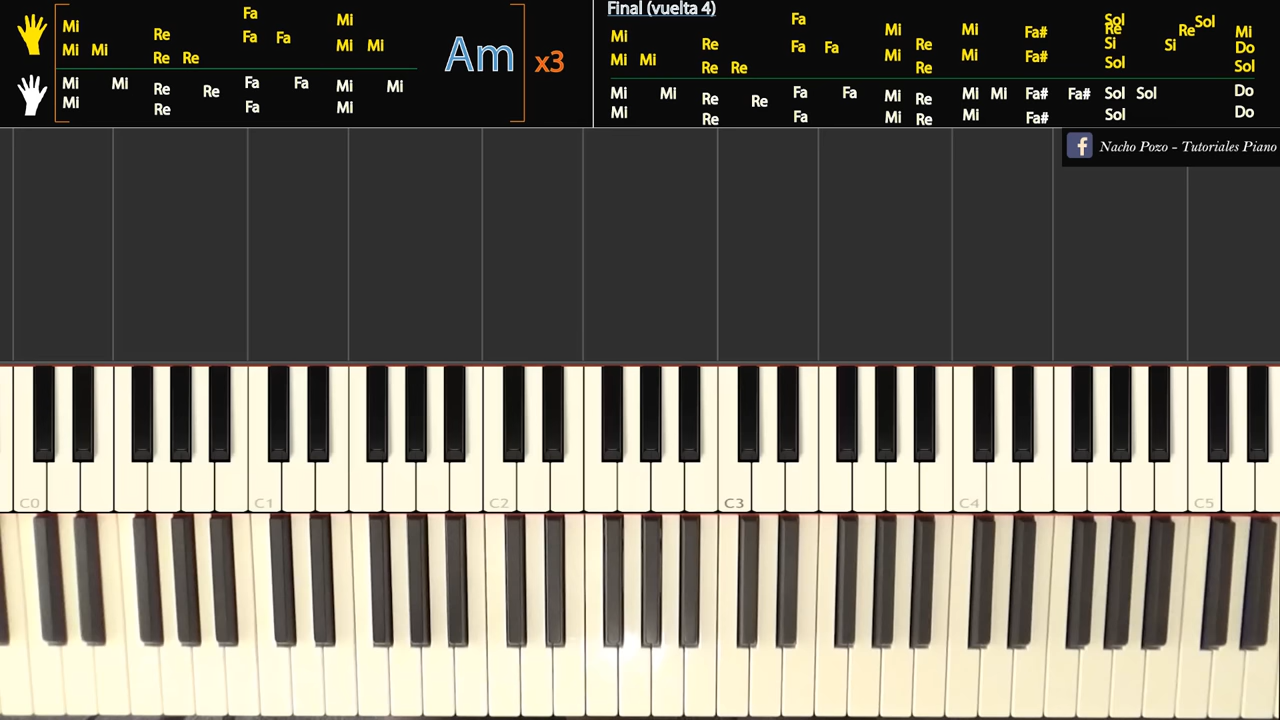 Fa Mi
Mi Re Fa Fa Mi Mi
Mi Mi Re Re
Am x3
Mi Mi Re Re Fa Fa Mi Mi
Mi Re Fa Mi
Final (vuelta 4)
Mi Re Fa Mi Re Mi Fa# Sol Re Si Re Sol Mi
Mi Mi Re Re Fa Fa Mi Re Mi Fa# Sol Si Do Sol
Mi Mi Re Re Fa Fa Mi Re Mi Mi Fa# Fa# Sol Sol Do
Mi Re Fa Mi Re Mi Fa# Sol Do
f Nacho Pozo - Tutoriales Piano
C0 C1 C2 C3 C4 C5